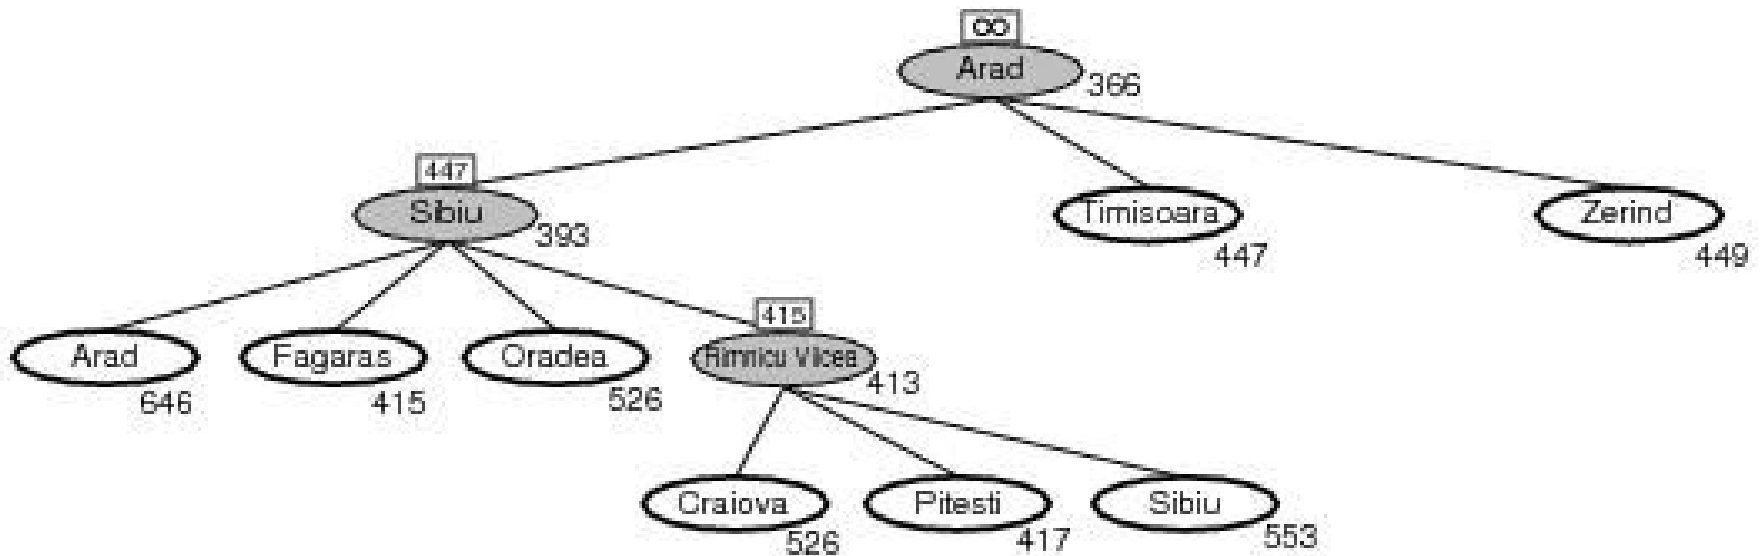 ∞
Arad
366
447
Sibiu
393
Timisoara
447
Zerind
449
Arad
646
Fagaras
415
Oradea
526
415
Rimnicu Vilcea
413
Craiova
526
Pitesti
417
Sibiu
553